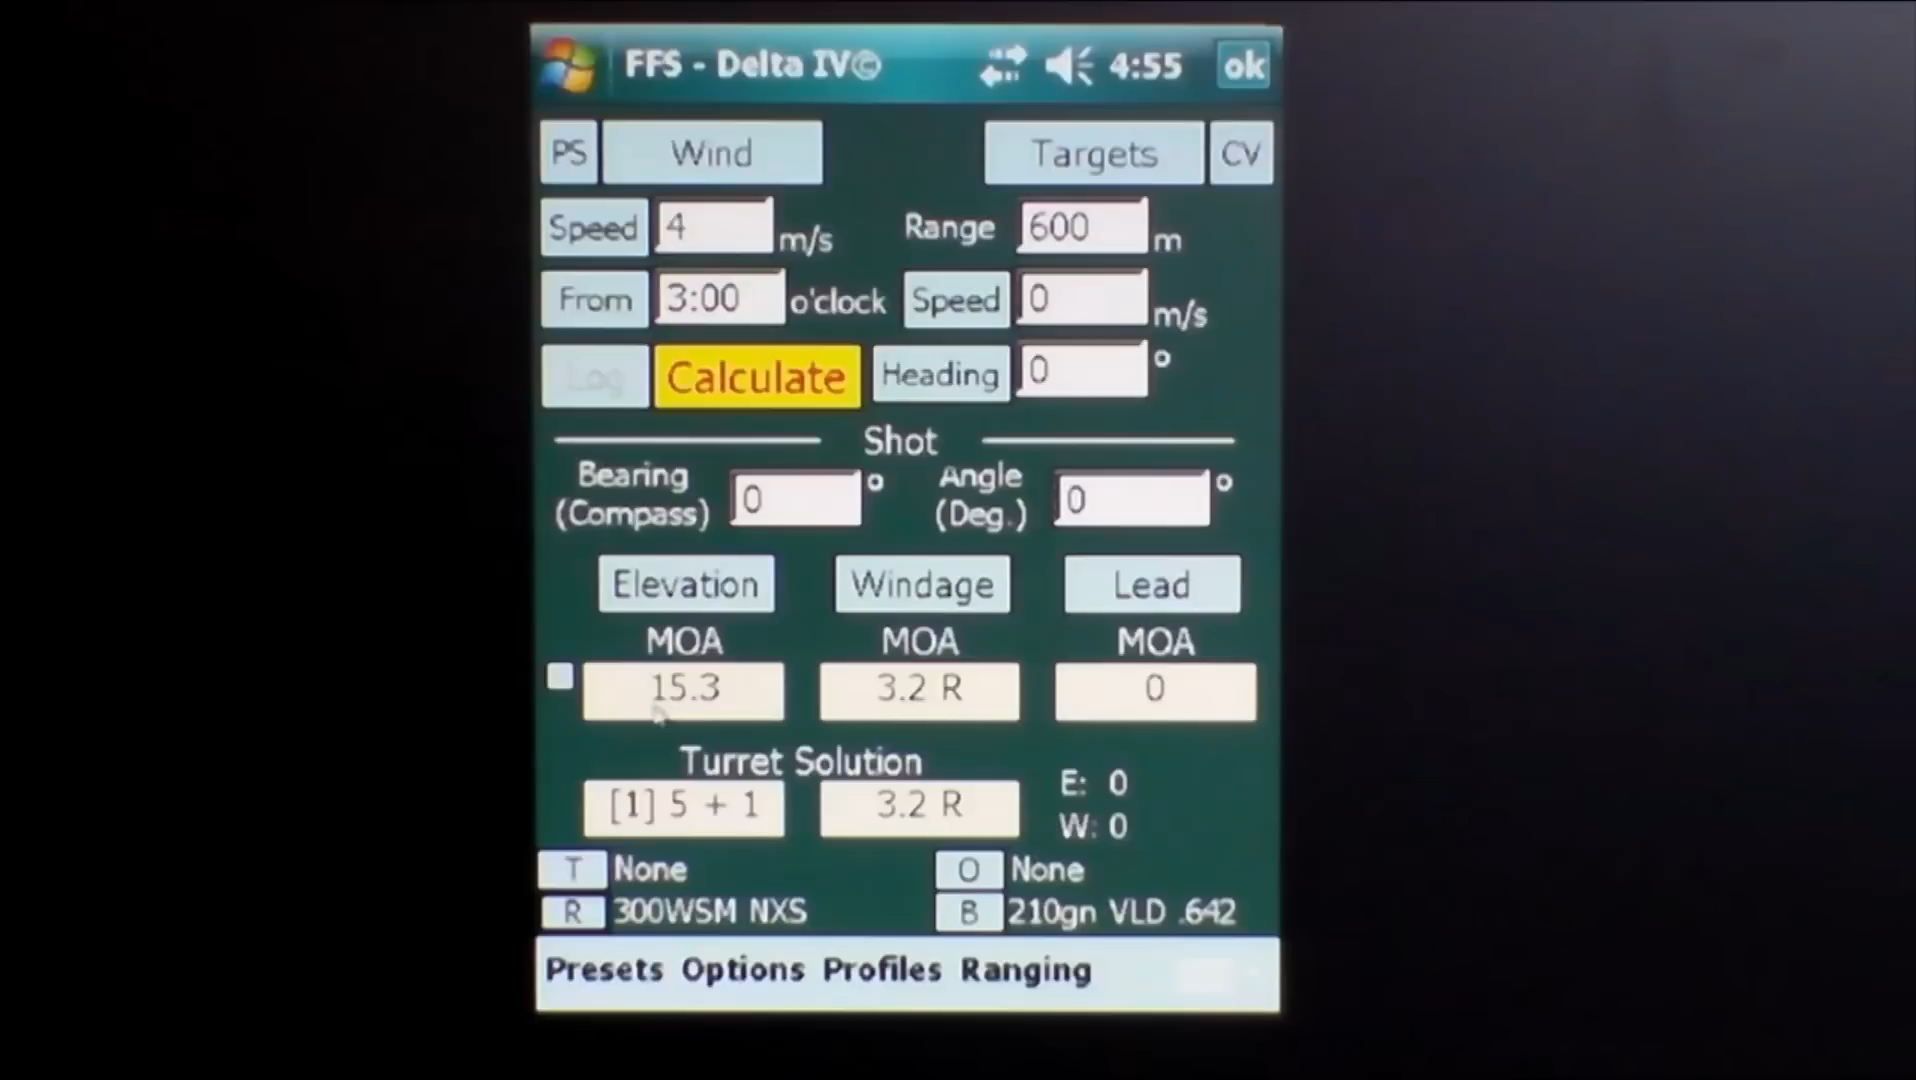 FFS - Delta IV© 4:55 ok
PS Wind Targets CV
Speed 4 m/s Range 600 m
From 3:00 o'clock Speed 0 m/s
Log Calculate Heading 0 °
Shot
Bearing (Compass) 0 ° Angle (Deg.) 0 °
Elevation Windage Lead
MOA MOA MOA
15.3 3.2 R 0
Turret Solution
[1] 5 + 1 3.2 R
E: 0
W: 0
T None O None
R 300WSM NXS B 210gn VLD .642
Presets Options Profiles Ranging